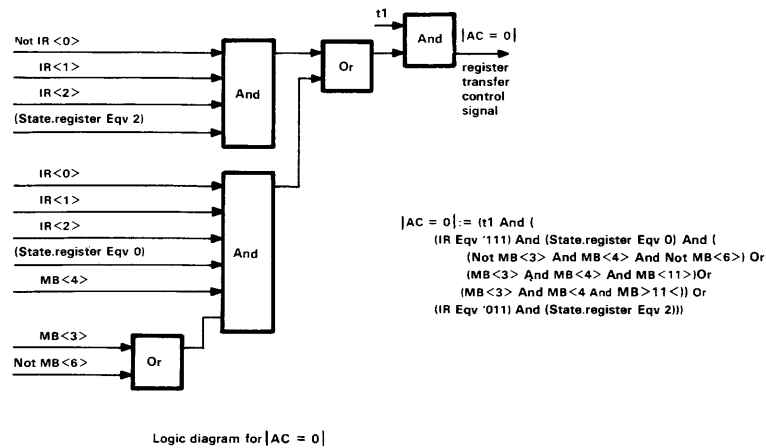 t1
Not IR <0>
IR<1>
IR<2>
(State.register Eqv 2)
And
Or
And
|AC = 0|
register
transfer
control
signal
IR<0>
IR<1>
IR<2>
(State.register Eqv 0)
MB<4>
And
MB<3>
Not MB<6>
Or
|AC = 0|:= (t1 And (
(IR Eqv '111) And (State.register Eqv 0) And (
(Not MB<3> And MB<4> And Not MB<6>) Or
(MB<3> And MB<4> And MB<11>)Or
(MB<3> And MB<4 And MB>11<)) Or
(IR Eqv '011) And (State.register Eqv 2)))
Logic diagram for |AC = 0|